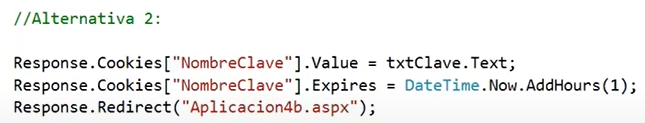 //Alternativa 2:
Response.Cookies["NombreClave"].Value = txtClave.Text;
Response.Cookies["NombreClave"].Expires = DateTime.Now.AddHours(1);
Response.Redirect("Aplicacion4b.aspx");